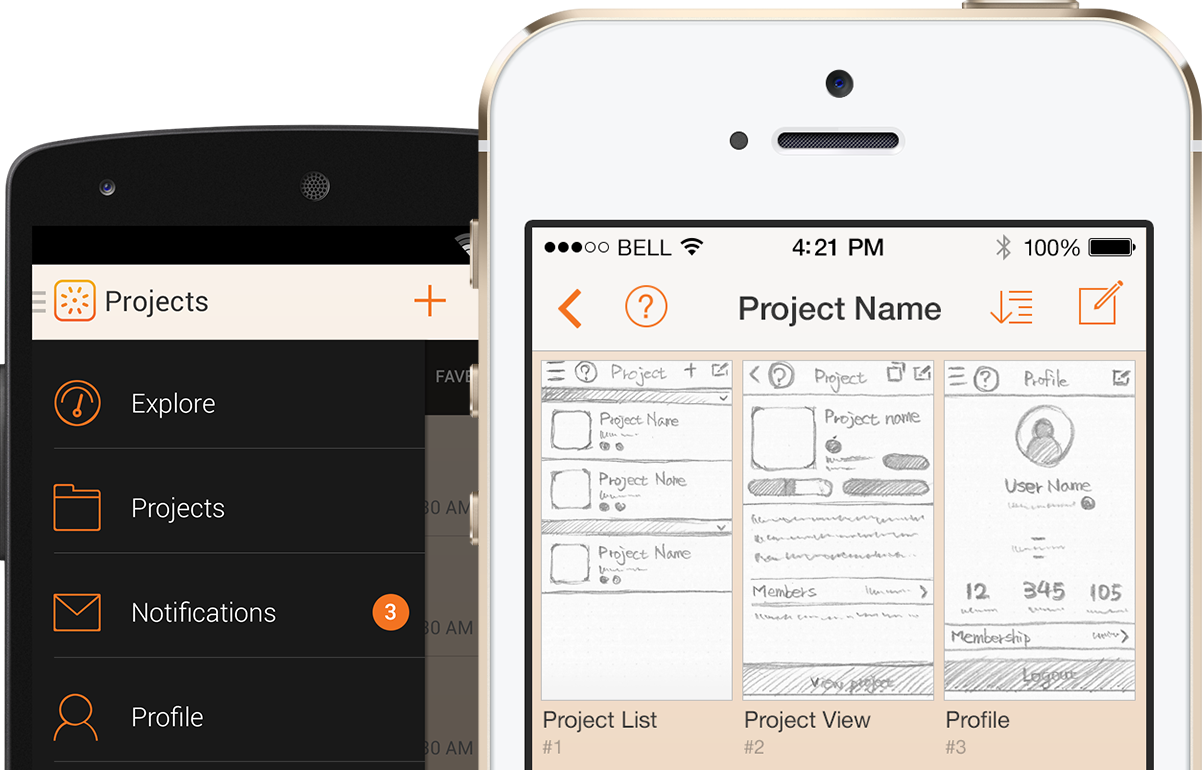 Projects
+
FAVE
Explore
Projects
30 AM
Notifications
3
30 AM
Profile
30 AM
BELL
4:21 PM
100%
?
Project Name
? Project +
Project Name
Project Name
Project Name
Project List
#1
? Project
Project name
Members
View project
Project View
#2
? Profile
User Name
12 345 105
Membership
Logout
Profile
#3